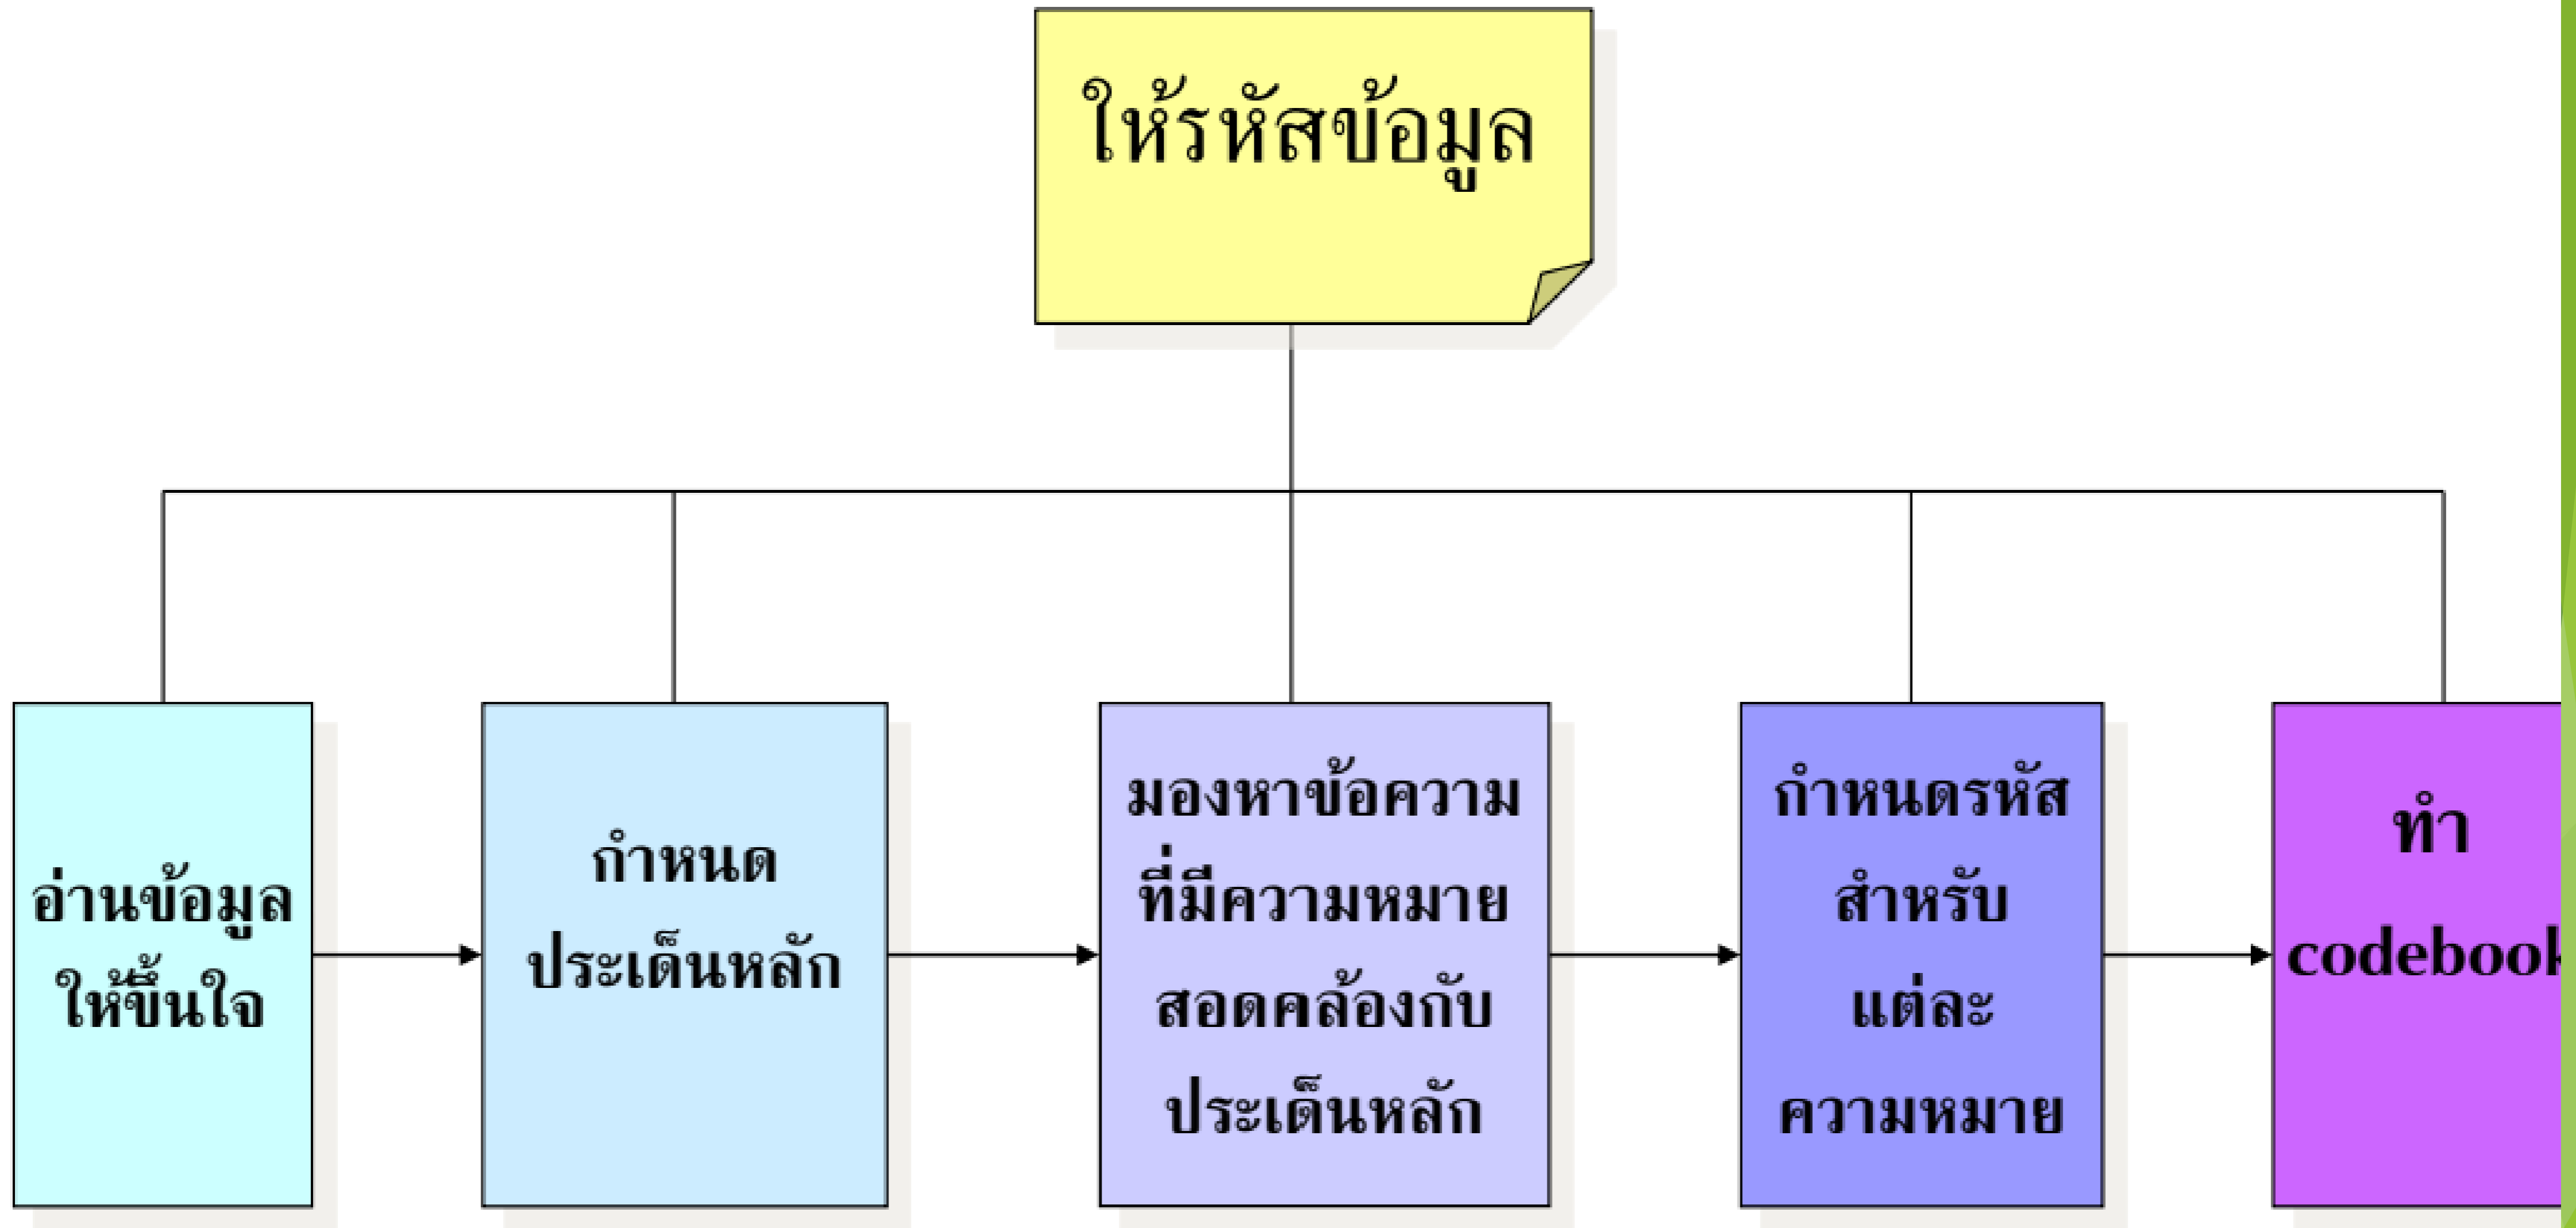 ให้รหัสข้อมูล
อ่านข้อมูล
ให้ขึ้นใจ
กำหนด
ประเด็นหลัก
มองหาข้อความ
ที่มีความหมาย
สอดคล้องกับ
ประเด็นหลัก
กำหนดรหัส
สำหรับ
แต่ละ
ความหมาย
ทำ
codebook